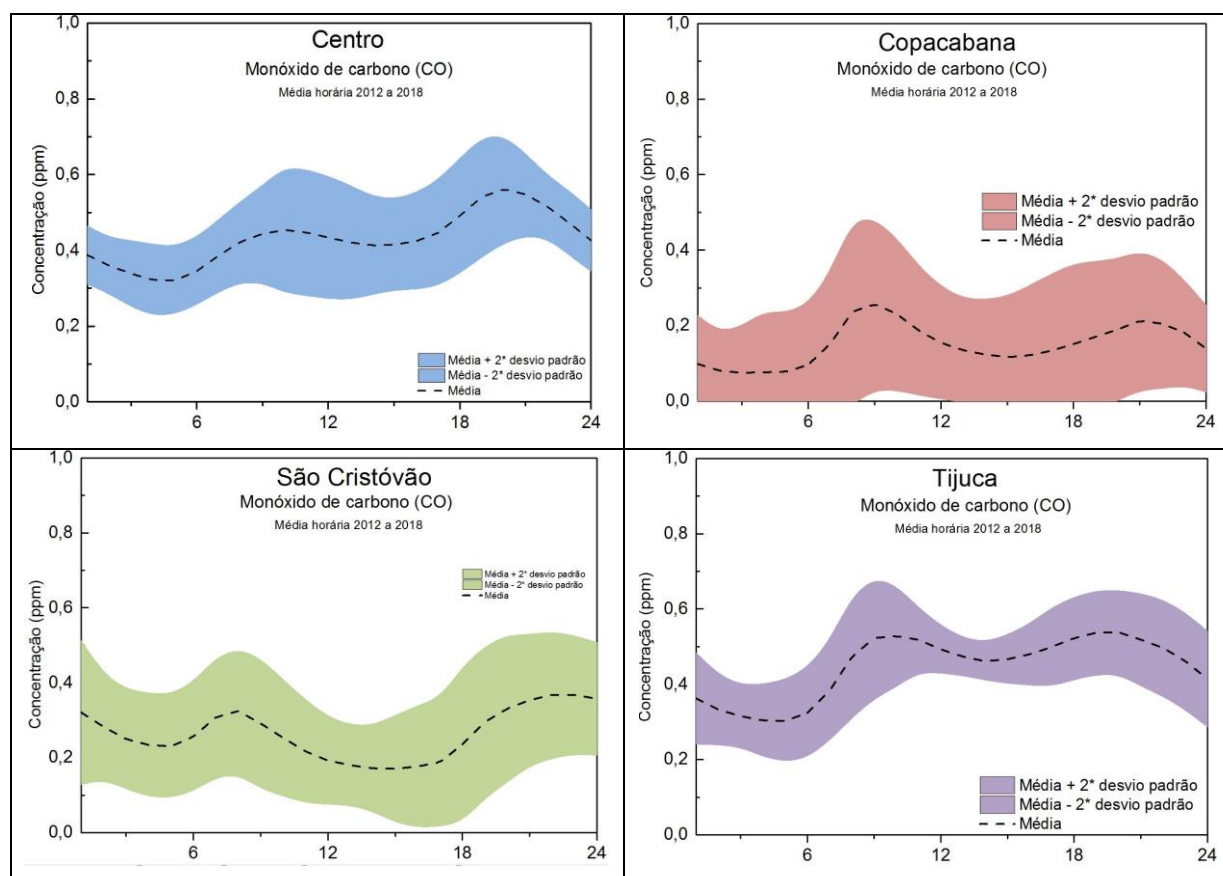 Centro
Monóxido de carbono (CO)
Média horária 2012 a 2018
Concentração (ppm)
1,0
0,8
0,6
0,4
0,2
0,0
6
12
18
24
Média + 2* desvio padrão
Média - 2* desvio padrão
Média
Copacabana
Monóxido de carbono (CO)
Média horária 2012 a 2018
Concentração (ppm)
1,0
0,8
0,6
0,4
0,2
0,0
6
12
18
24
Média + 2* desvio padrão
Média - 2* desvio padrão
Média
São Cristóvão
Monóxido de carbono (CO)
Média horária 2012 a 2018
Concentração (ppm)
1,0
0,8
0,6
0,4
0,2
0,0
6
12
18
24
Média + 2* desvio padrão
Média - 2* desvio padrão
Média
Tijuca
Monóxido de carbono (CO)
Média horária 2012 a 2018
Concentração (ppm)
1,0
0,8
0,6
0,4
0,2
0,0
6
12
18
24
Média + 2* desvio padrão
Média - 2* desvio padrão
Média